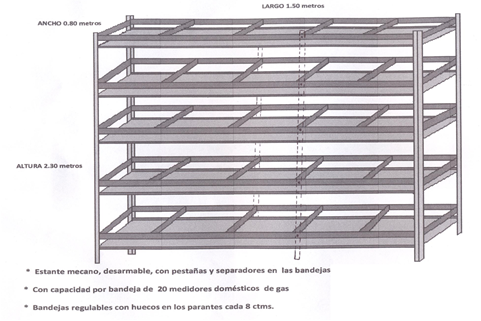 LARGO 1.50 metros
ANCHO 0.80 metros
ALTURA 2.30 metros
* Estante mecano, desarmable, con pestañas y separadores en las bandejas
* Con capacidad por bandeja de 20 medidores domésticos de gas
* Bandejas regulables con huecos en los parantes cada 8 ctms.